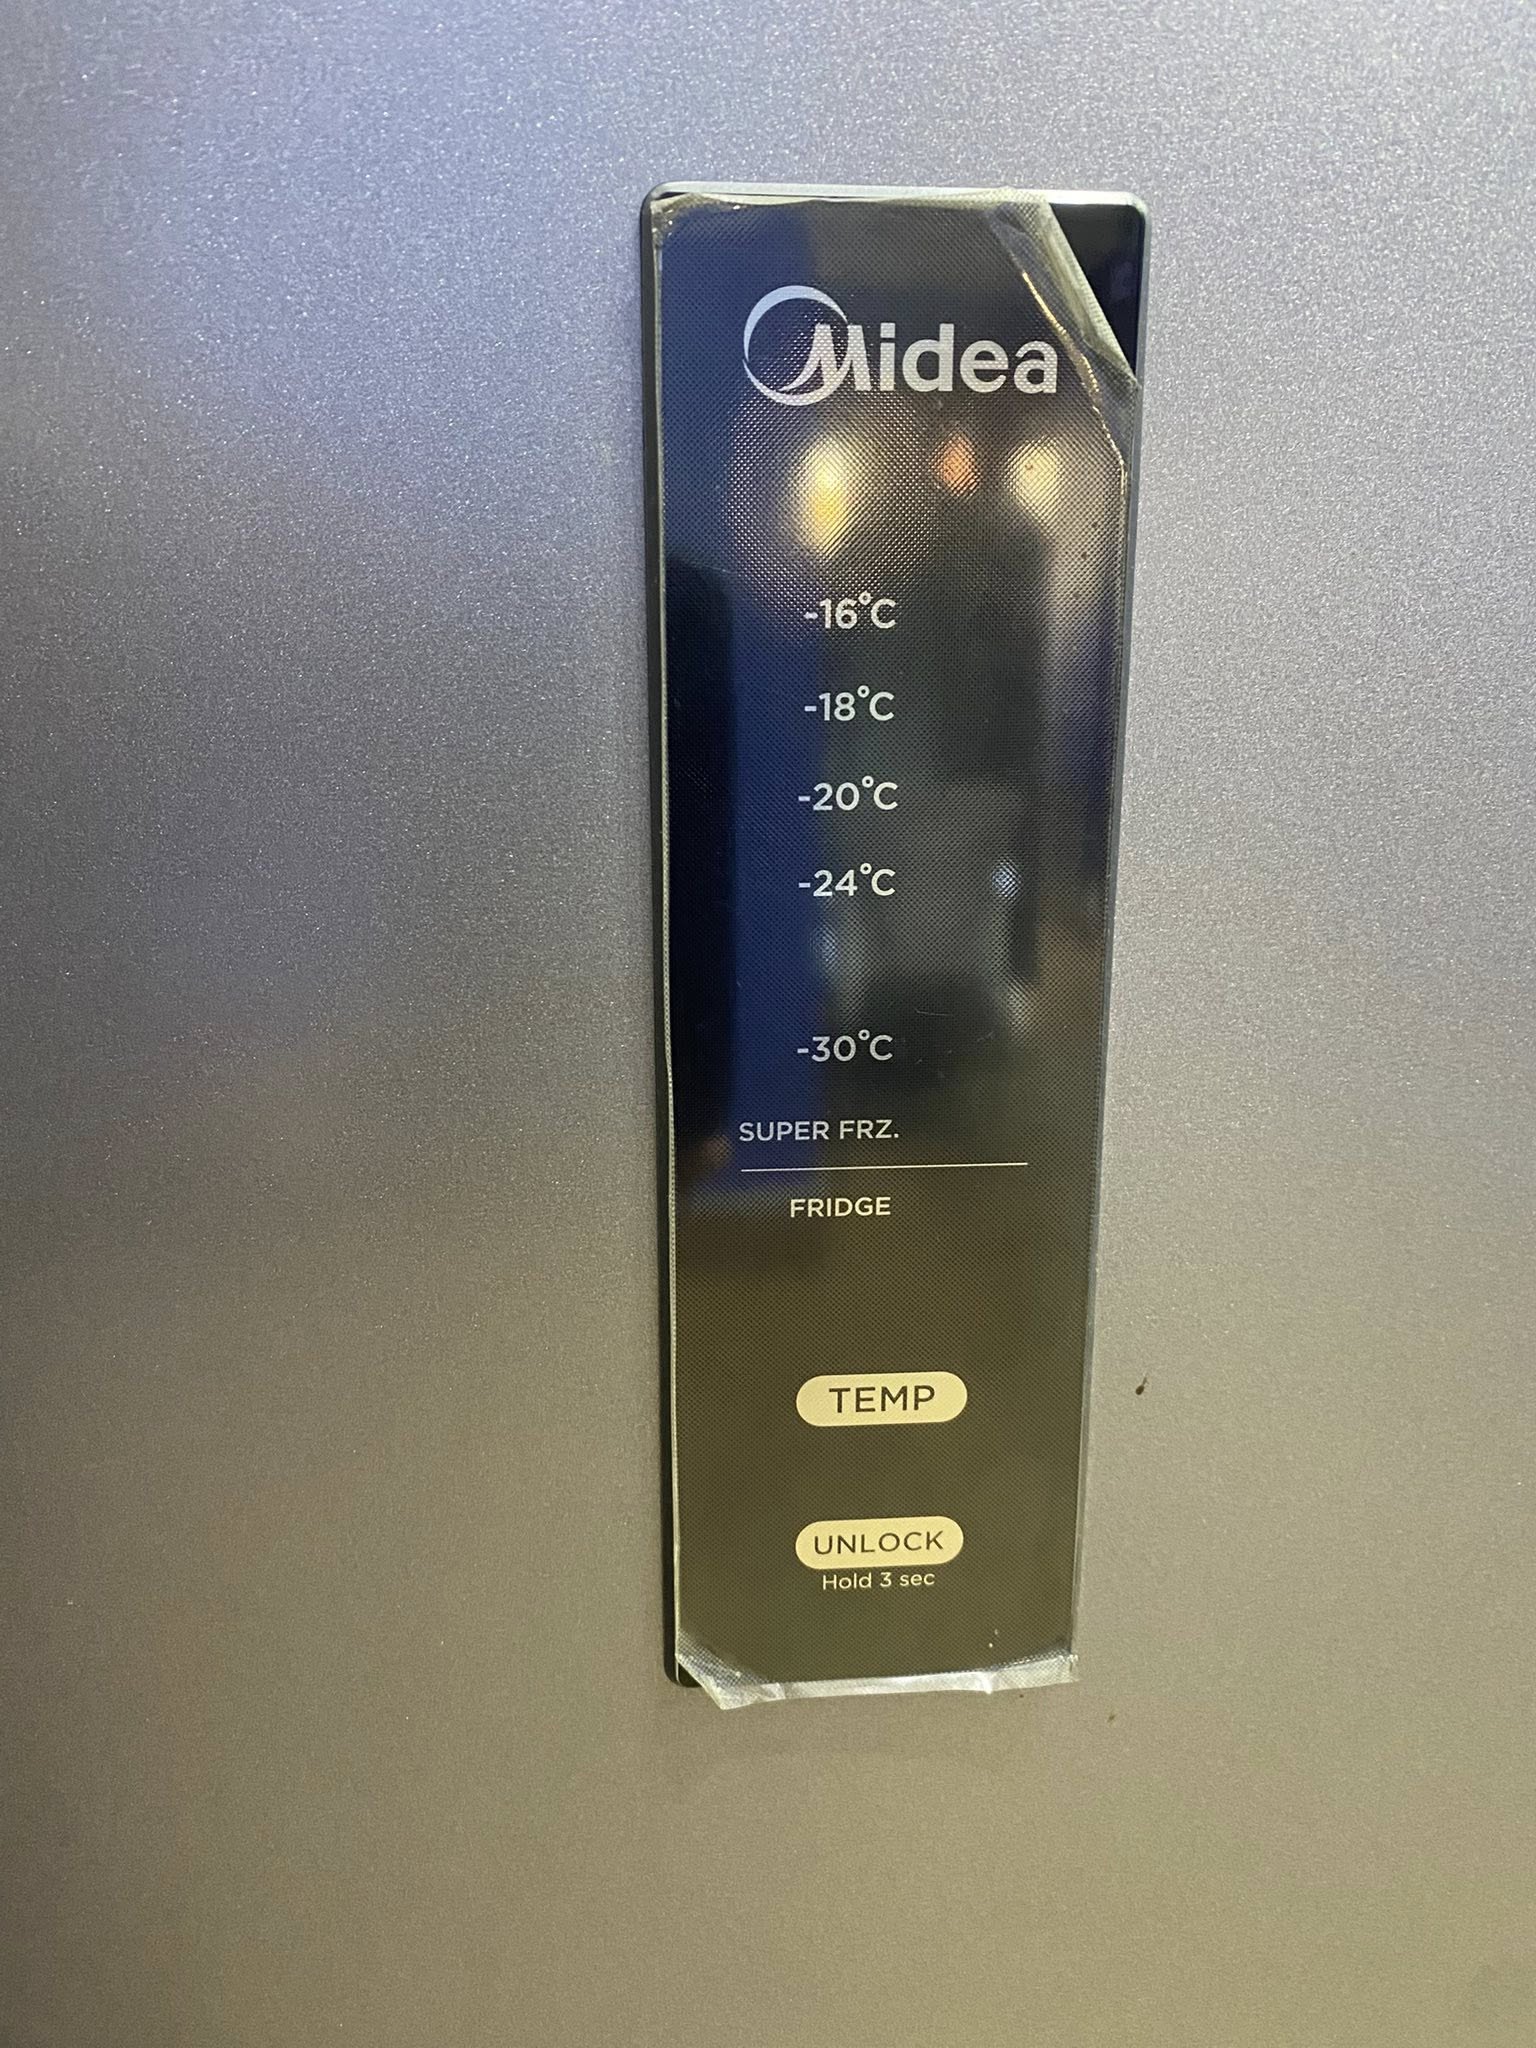 Midea
-16°C
-18°C
-20°C
-24°C
-30°C
SUPER FRZ.
FRIDGE
TEMP
UNLOCK
Hold 3 sec